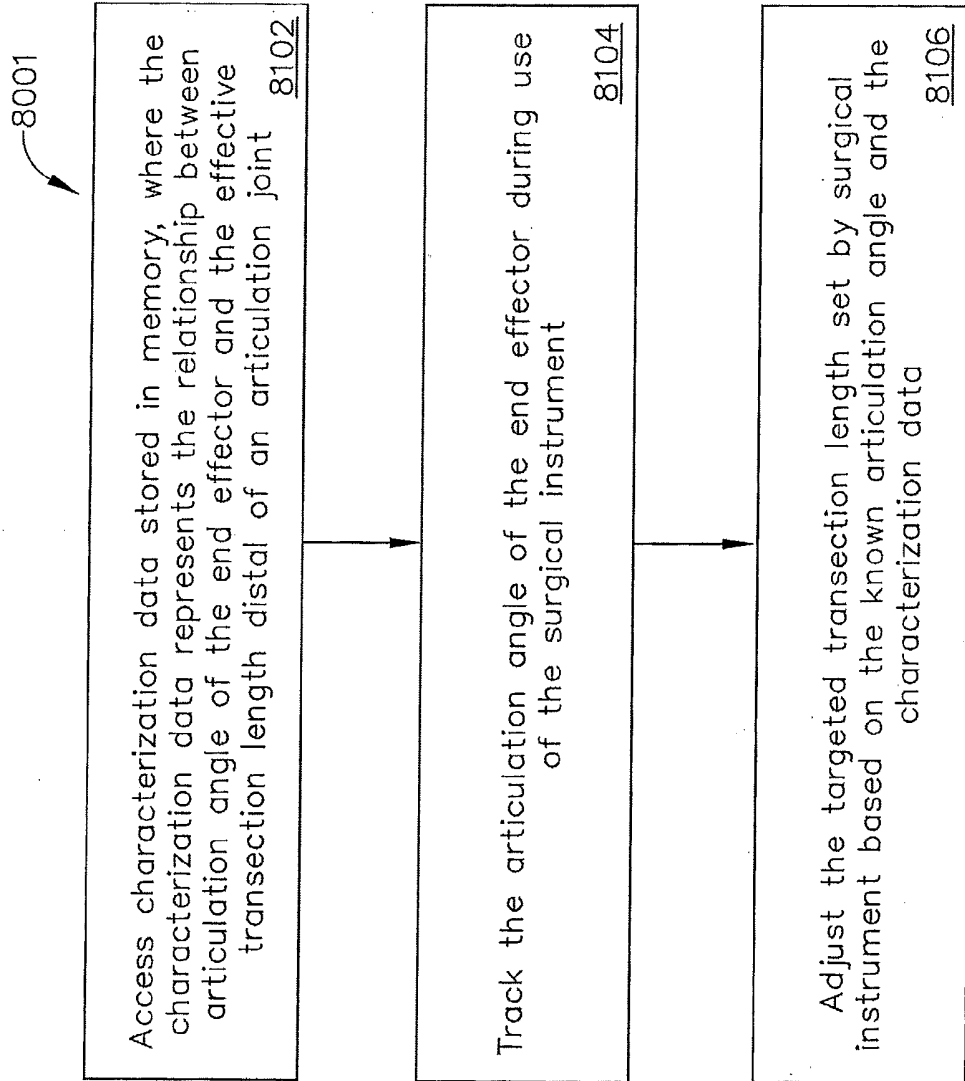 8001
Access characterization data stored in memory, where the
characterization data represents the relationship between
articulation angle of the end effector and the effective
transection length distal of an articulation joint
8102
Track the articulation angle of the end effector during use
of the surgical instrument
8104
Adjust the targeted transection length set by surgical
instrument based on the known articulation angle and the
characterization data
8106